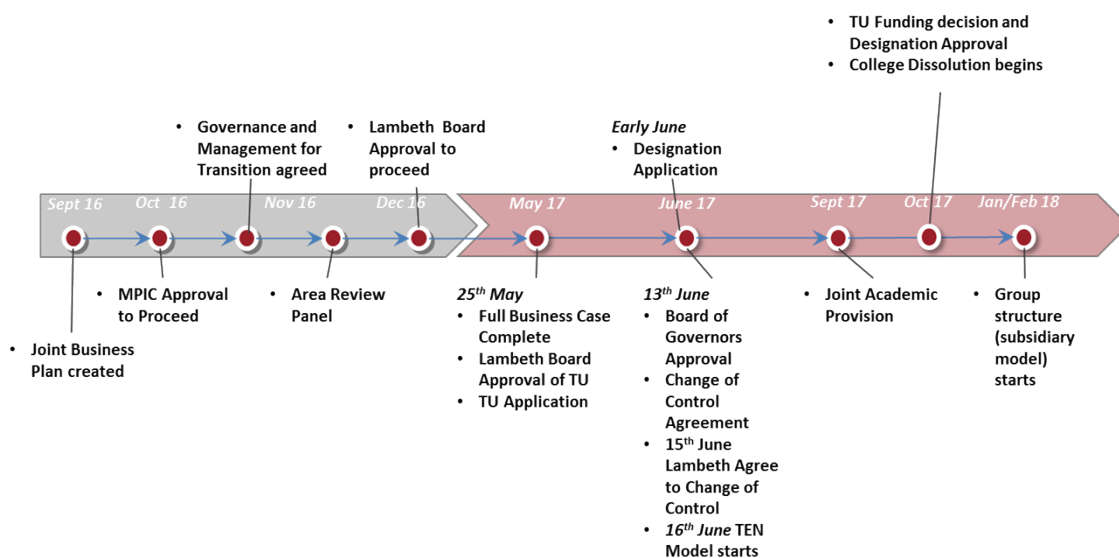 • TU Funding decision and
Designation Approval
• College Dissolution begins
• Governance and
Management for
Transition agreed
• Lambeth Board
Approval to
proceed
Early June
• Designation
Application
Sept 16
Oct 16
Nov 16
Dec 16
May 17
June 17
Sept 17
Oct 17
Jan/Feb 18
• Joint Business
Plan created
• MPIC Approval
to Proceed
• Area Review
Panel
25th May
• Full Business Case
Complete
• Lambeth Board
Approval of TU
• TU Application
13th June
• Board of
Governors
Approval
• Change of
Control
Agreement
• 15th June
Lambeth Agree
to Change of
Control
• 16th June TEN
Model starts
• Joint Academic
Provision
• Group
structure
(subsidiary
model)
starts